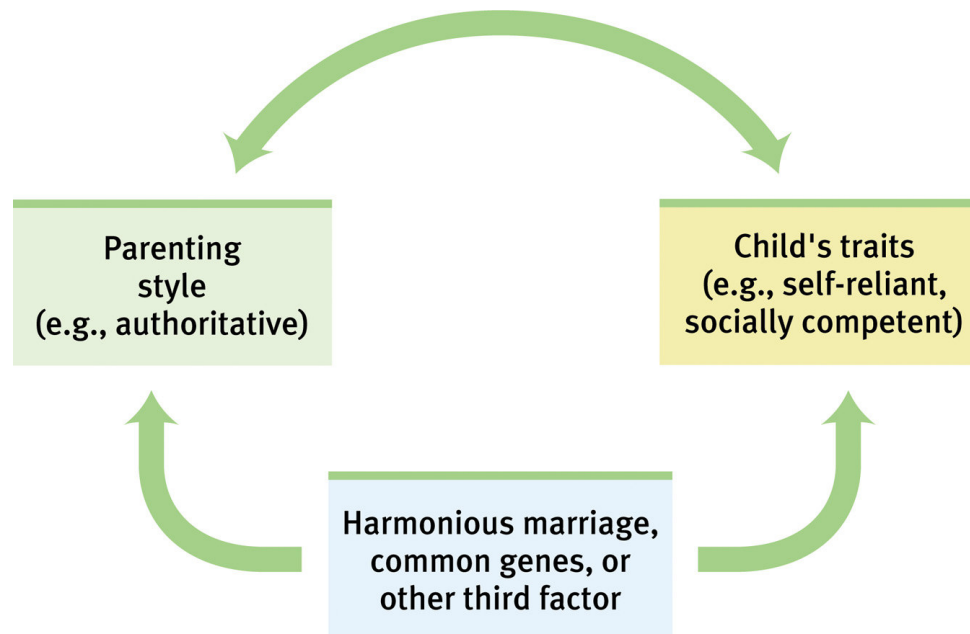 Parenting
style
(e.g., authoritative)
Child's traits
(e.g., self-reliant,
socially competent)
Harmonious marriage,
common genes, or
other third factor